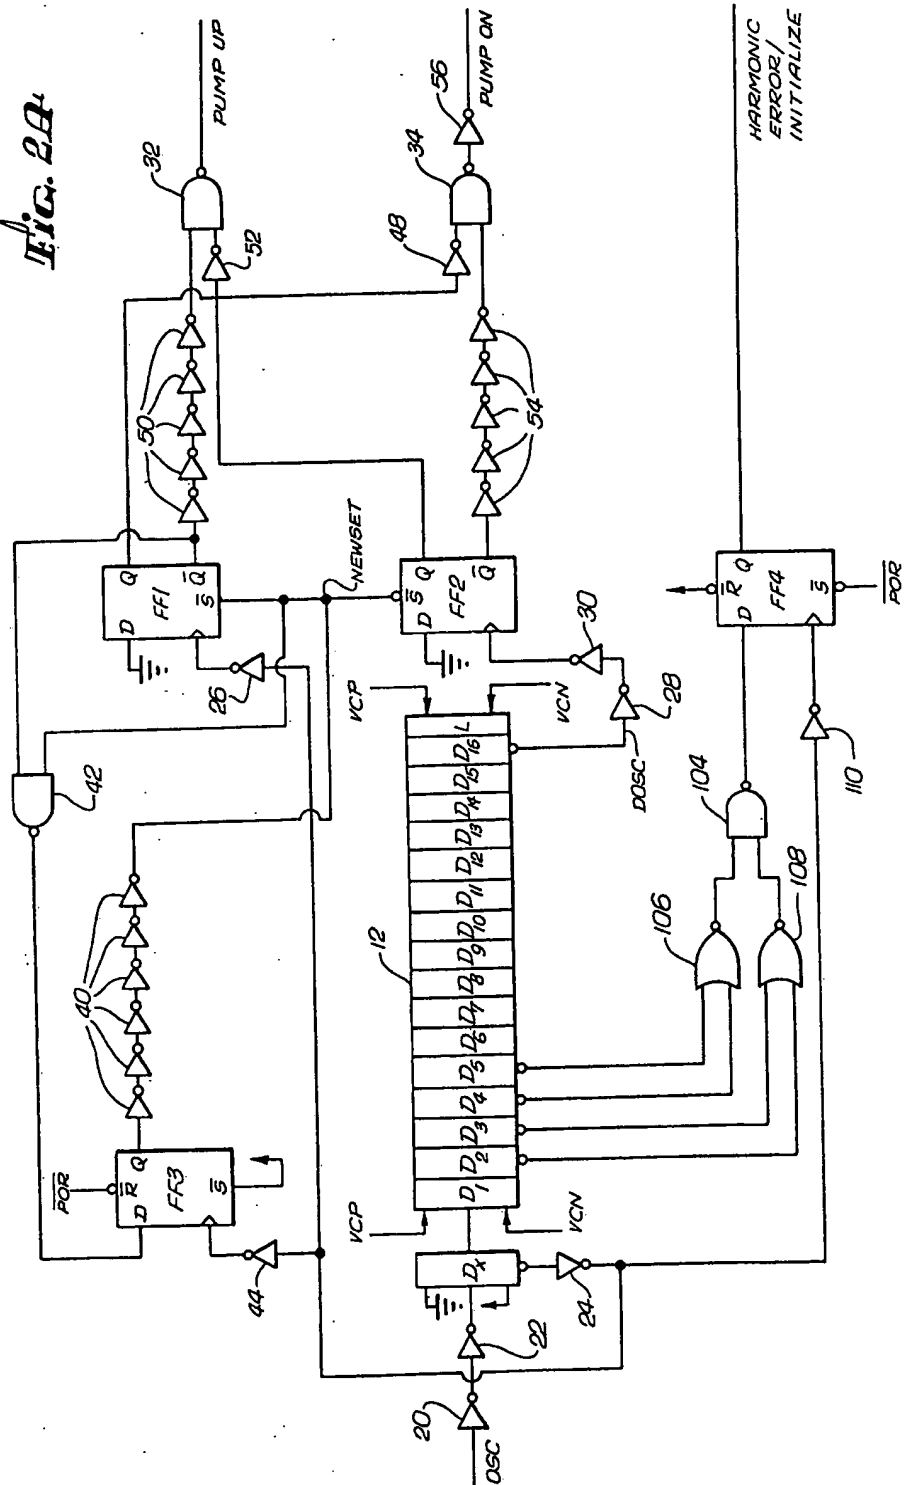 Fig. 2A
PUMP UP
32
52
50
Q
D
FF1
Q̅
S̅
26
42
40
NEWSET
POR̅
R̅
Q
D
FF3
S̅
44
PUMP ON
56
34
48
54
S̅
Q
D
FF2
Q̅
30
28
DOSC
VCP
VCN
12
D1 D2 D3 D4 D5 D6 D7 D8 D9 D10 D11 D12 D13 D14 D15 D16 L
VCP
VCN
DX
24
22
20
OSC
HARMONIC
ERROR/
INITIALIZE
R̅
Q
D
FF4
S̅
POR̅
104
106
108
110